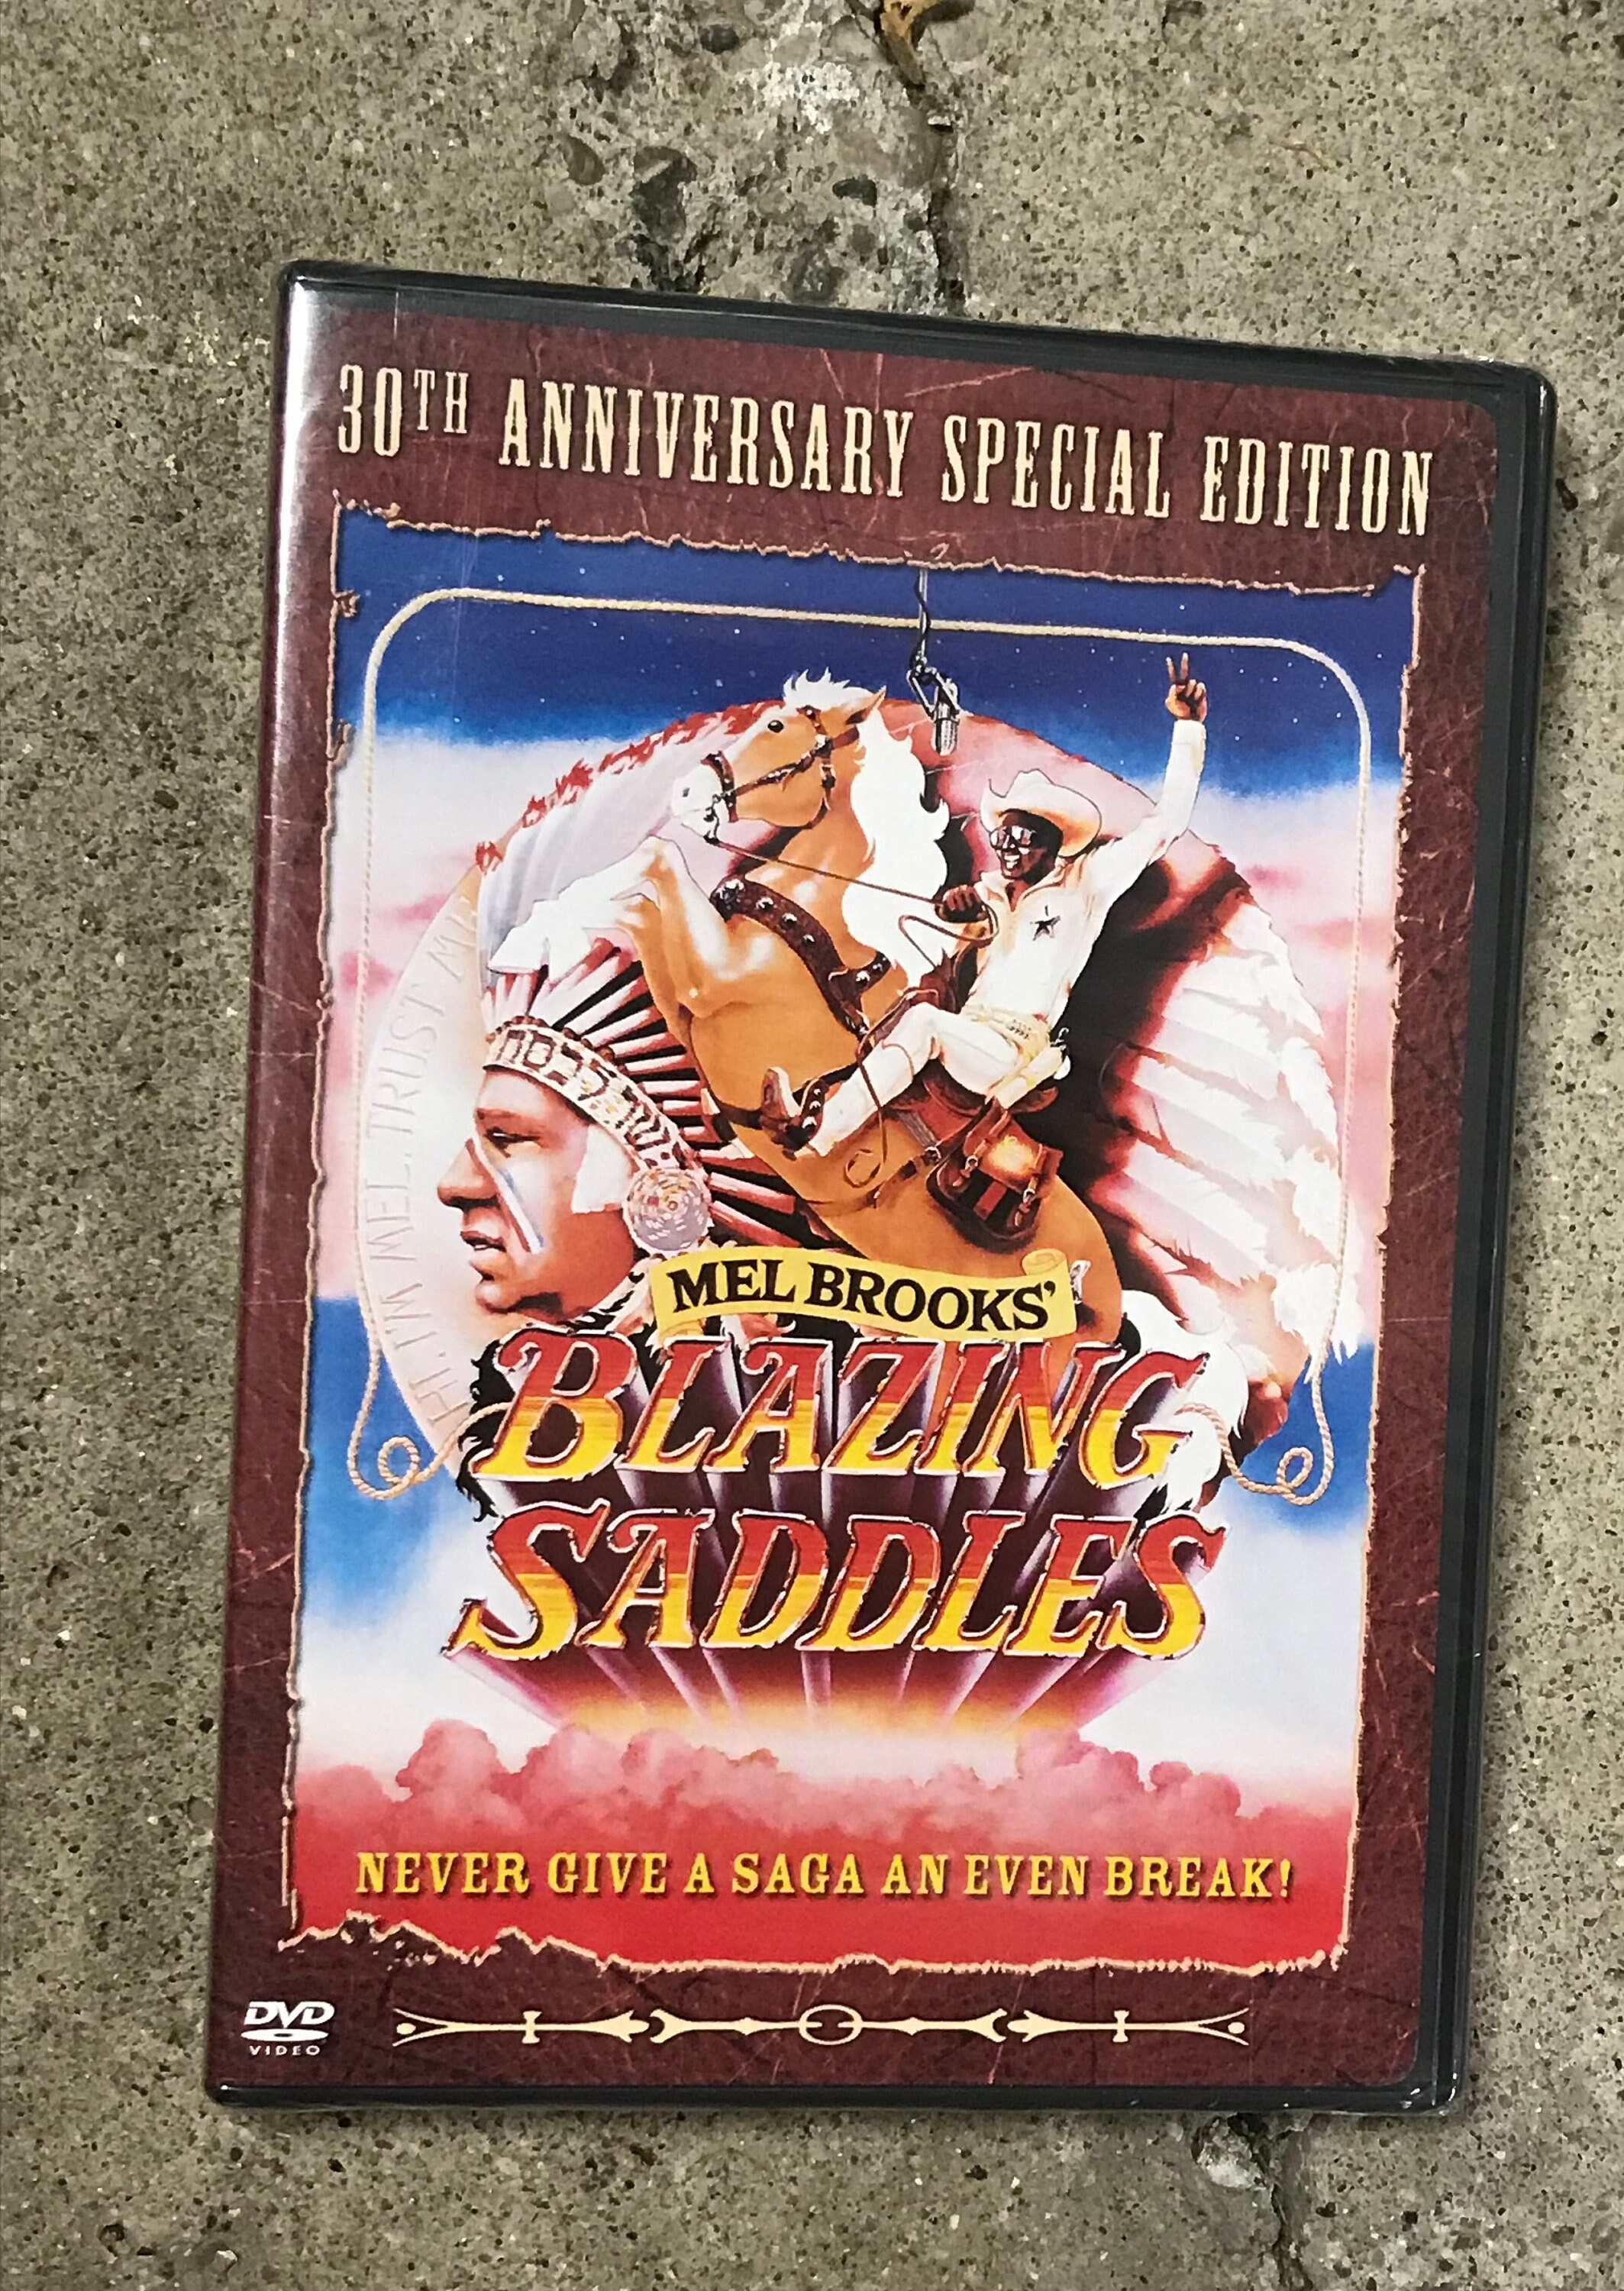 30TH ANNIVERSARY SPECIAL EDITION
HI. I'M MEL. TRUST ME
MEL BROOKS'
BLAZING
SADDLES
NEVER GIVE A SAGA AN EVEN BREAK!
DVD
VIDEO